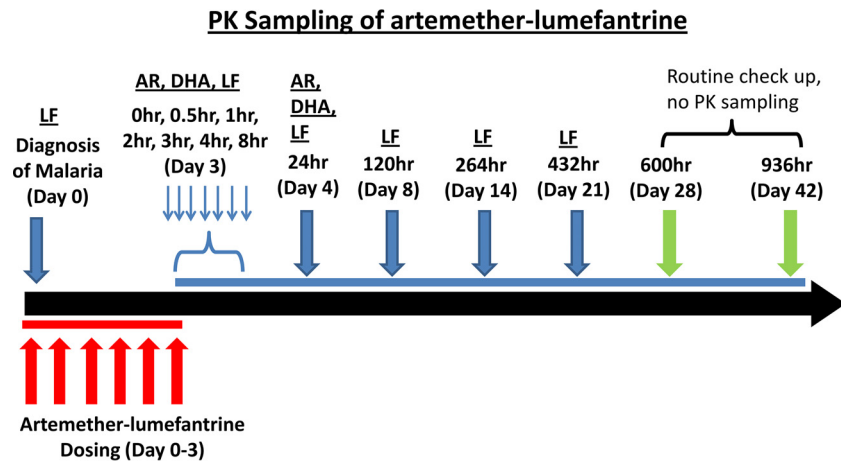 PK Sampling of artemether-lumefantrine
LF
Diagnosis
of Malaria
(Day 0)
AR, DHA, LF
0hr, 0.5hr, 1hr,
2hr, 3hr, 4hr, 8hr
(Day 3)
AR,
DHA,
LF
24hr
(Day 4)
LF
120hr
(Day 8)
LF
264hr
(Day 14)
LF
432hr
(Day 21)
Routine check up,
no PK sampling
600hr
(Day 28)
936hr
(Day 42)
Artemether-lumefantrine
Dosing (Day 0-3)